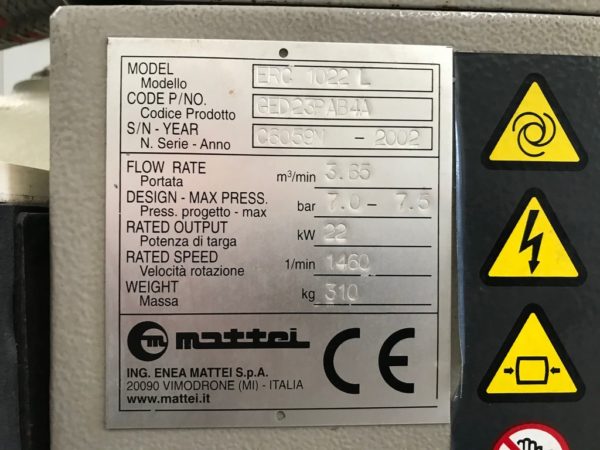 MODEL ERC 1022 L
Modello
CODE P/NO. GED23PAB4A
Codice Prodotto
S/N - YEAR C6059N - 2002
N. Serie - Anno
FLOW RATE m³/min 3.65
Portata
DESIGN - MAX PRESS. bar 7.0 - 7.5
Press. progetto - max
RATED OUTPUT kW 22
Potenza di targa
RATED SPEED 1/min 1460
Velocità rotazione
WEIGHT kg 310
Massa
m mattei CE
ING. ENEA MATTEI S.p.A.
20090 VIMODRONE (MI) - ITALIA
www.mattei.it